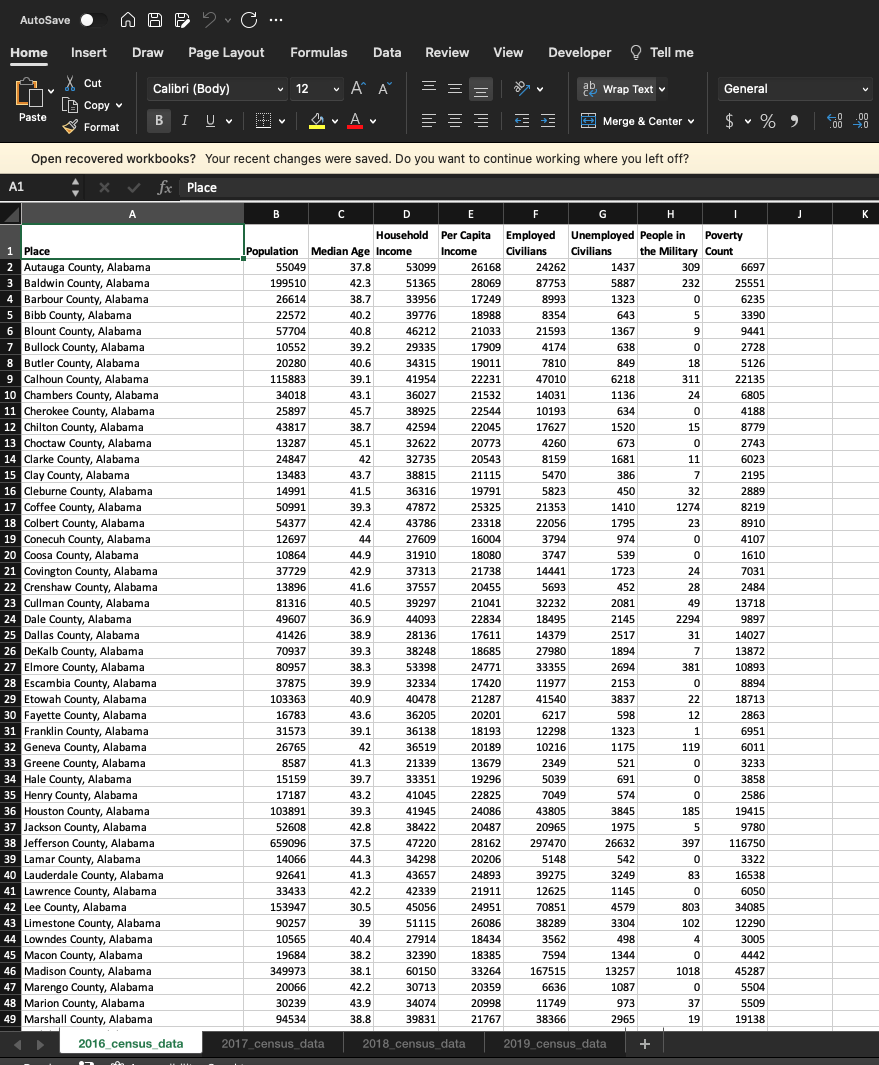 AutoSave
Home Insert Draw Page Layout Formulas Data Review View Developer Tell me
Paste Cut Copy Format
Calibri (Body) 12 A^ A˅
B I U A
ab Wrap Text
Merge & Center
General
$ % 9 .00
Open recovered workbooks? Your recent changes were saved. Do you want to continue working where you left off?
A1 fx Place
A B C D E F G H I J K
1 Place Population Median Age Household Income Per Capita Income Employed Civilians Unemployed Civilians People in the Military Poverty Count
2 Autauga County, Alabama 55049 37.8 53099 26168 24262 1437 309 6697
3 Baldwin County, Alabama 199510 42.3 51365 28069 87753 5887 232 25551
4 Barbour County, Alabama 26614 38.7 33956 17249 8993 1323 0 6235
5 Bibb County, Alabama 22572 40.2 39776 18988 8354 643 5 3390
6 Blount County, Alabama 57704 40.8 46212 21033 21593 1367 9 9441
7 Bullock County, Alabama 10552 39.2 29335 17909 4174 638 0 2728
8 Butler County, Alabama 20280 40.6 34315 19011 7810 849 18 5126
9 Calhoun County, Alabama 115883 39.1 41954 22231 47010 6218 311 22135
10 Chambers County, Alabama 34018 43.1 36027 21532 14031 1136 24 6805
11 Cherokee County, Alabama 25897 45.7 38925 22544 10193 634 0 4188
12 Chilton County, Alabama 43817 38.7 42594 22045 17627 1520 15 8779
13 Choctaw County, Alabama 13287 45.1 32622 20773 4260 673 0 2743
14 Clarke County, Alabama 24847 42 32735 20543 8159 1681 11 6023
15 Clay County, Alabama 13483 43.7 38815 21115 5470 386 7 2195
16 Cleburne County, Alabama 14991 41.5 36316 19791 5823 450 32 2889
17 Coffee County, Alabama 50991 39.3 47872 25325 21353 1410 1274 8219
18 Colbert County, Alabama 54377 42.4 43786 23318 22056 1795 23 8910
19 Conecuh County, Alabama 12697 44 27609 16004 3794 974 0 4107
20 Coosa County, Alabama 10864 44.9 31910 18080 3747 539 0 1610
21 Covington County, Alabama 37729 42.9 37313 21738 14441 1723 24 7031
22 Crenshaw County, Alabama 13896 41.6 37557 20455 5693 452 28 2484
23 Cullman County, Alabama 81316 40.5 39297 21041 32232 2081 49 13718
24 Dale County, Alabama 49607 36.9 44093 22834 18495 2145 2294 9897
25 Dallas County, Alabama 41426 38.9 28136 17611 14379 2517 31 14027
26 DeKalb County, Alabama 70937 39.3 38248 18685 27980 1894 7 13872
27 Elmore County, Alabama 80957 38.3 53398 24771 33355 2694 381 10893
28 Escambia County, Alabama 37875 39.9 32334 17420 11977 2153 0 8894
29 Etowah County, Alabama 103363 40.9 40478 21287 41540 3837 22 18713
30 Fayette County, Alabama 16783 43.6 36205 20201 6217 598 12 2863
31 Franklin County, Alabama 31573 39.1 36138 18193 12298 1323 1 6951
32 Geneva County, Alabama 26765 42 36519 20189 10216 1175 119 6011
33 Greene County, Alabama 8587 41.3 21339 13679 2349 521 0 3233
34 Hale County, Alabama 15159 39.7 33351 19296 5039 691 0 3858
35 Henry County, Alabama 17187 43.2 41045 22825 7049 574 0 2586
36 Houston County, Alabama 103891 39.3 41945 24086 43805 3845 185 19415
37 Jackson County, Alabama 52608 42.8 38422 20487 20965 1975 5 9780
38 Jefferson County, Alabama 659096 37.5 47220 28162 297470 26632 397 116750
39 Lamar County, Alabama 14066 44.3 34298 20206 5148 542 0 3322
40 Lauderdale County, Alabama 92641 41.3 43657 24893 39275 3249 83 16538
41 Lawrence County, Alabama 33433 42.2 42339 21911 12625 1145 0 6050
42 Lee County, Alabama 153947 30.5 45056 24951 70851 4579 803 34085
43 Limestone County, Alabama 90257 39 51115 26086 38289 3304 102 12290
44 Lowndes County, Alabama 10565 40.4 27914 18434 3562 498 4 3005
45 Macon County, Alabama 19684 38.2 32390 18385 7594 1344 0 4442
46 Madison County, Alabama 349973 38.1 60150 33264 167515 13257 1018 45287
47 Marengo County, Alabama 20066 42.2 30713 20359 6636 1087 0 5504
48 Marion County, Alabama 30239 43.9 34074 20998 11749 973 37 5509
49 Marshall County, Alabama 94534 38.8 39831 21767 38366 2965 19 19138
2016_census_data 2017_census_data 2018_census_data 2019_census_data +